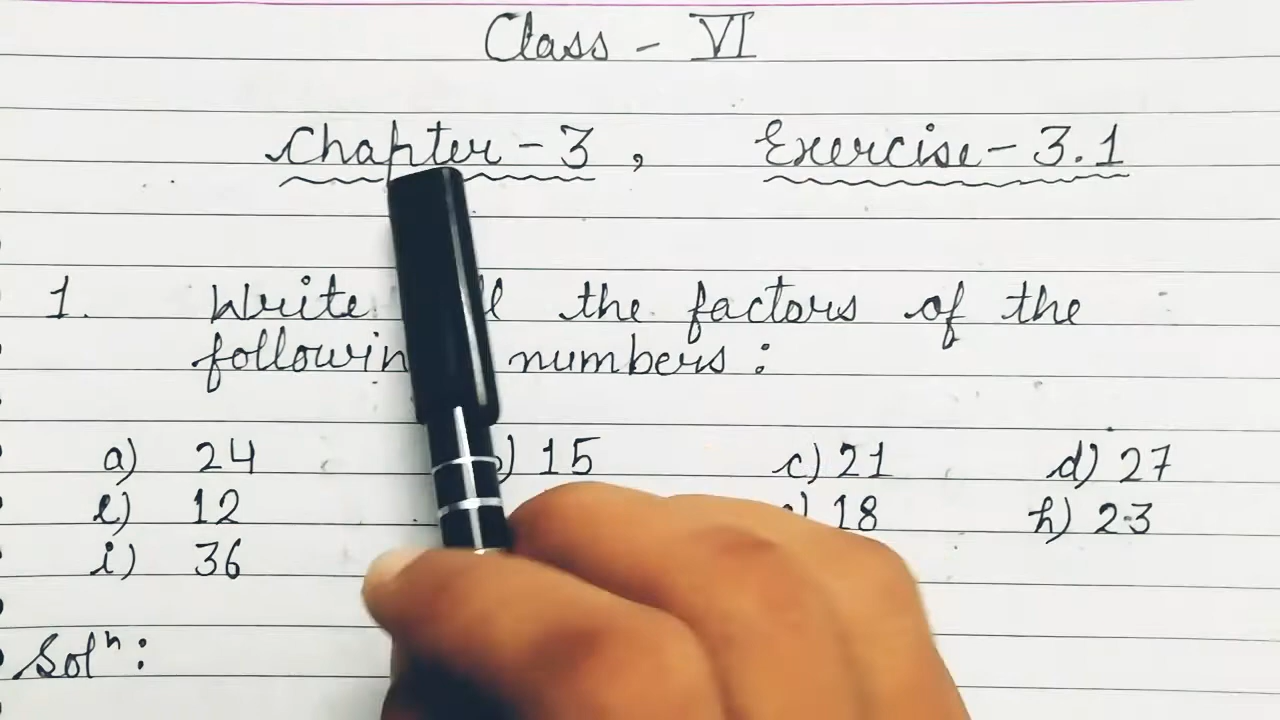 Class - VI
Chapter - 3 , Exercise - 3.1
1. Write the factors of the
numbers :
a) 24 ) 15 c) 21 d) 27
e) 12 18 h) 23
i) 36
Solⁿ :